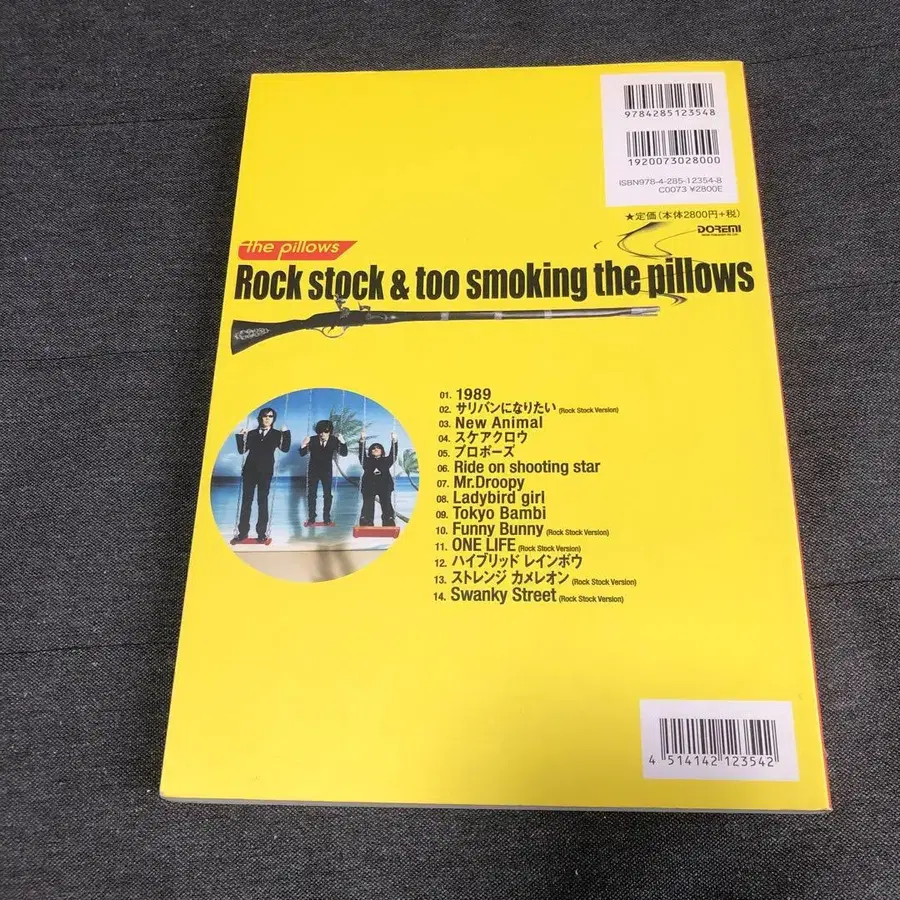 9784285123548
1920073028000
ISBN978-4-285-12354-8
C0073 ¥2800E
★定価(本体2800円+税)
DOREMI
the pillows
Rock stock & too smoking the pillows
01. 1989
02. サリバンになりたい (Rock Stock Version)
03. New Animal
04. スケアクロウ
05. プロポーズ
06. Ride on shooting star
07. Mr.Droopy
08. Ladybird girl
09. Tokyo Bambi
10. Funny Bunny (Rock Stock Version)
11. ONE LIFE (Rock Stock Version)
12. ハイブリッド レインボウ
13. ストレンジ カメレオン (Rock Stock Version)
14. Swanky Street (Rock Stock Version)
4 514142 123542